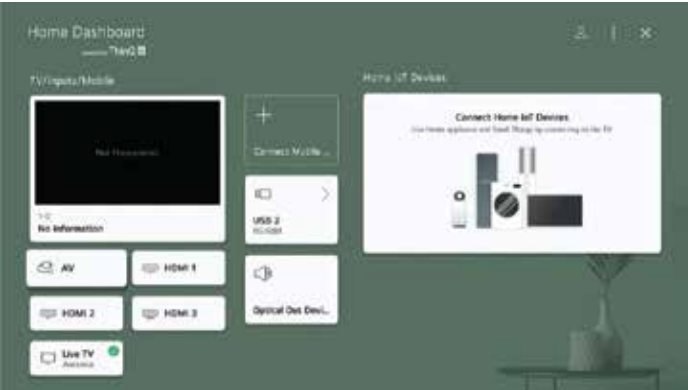 Home Dashboard
ThinQ
TV/Inputs/Mobile
Home IoT Devices
No Information
AV
HDMI 1
HDMI 2
HDMI 3
Live TV
Antenna
Connect Mobile ...
USB 2
Optical Out Devi...
Connect Home IoT Devices